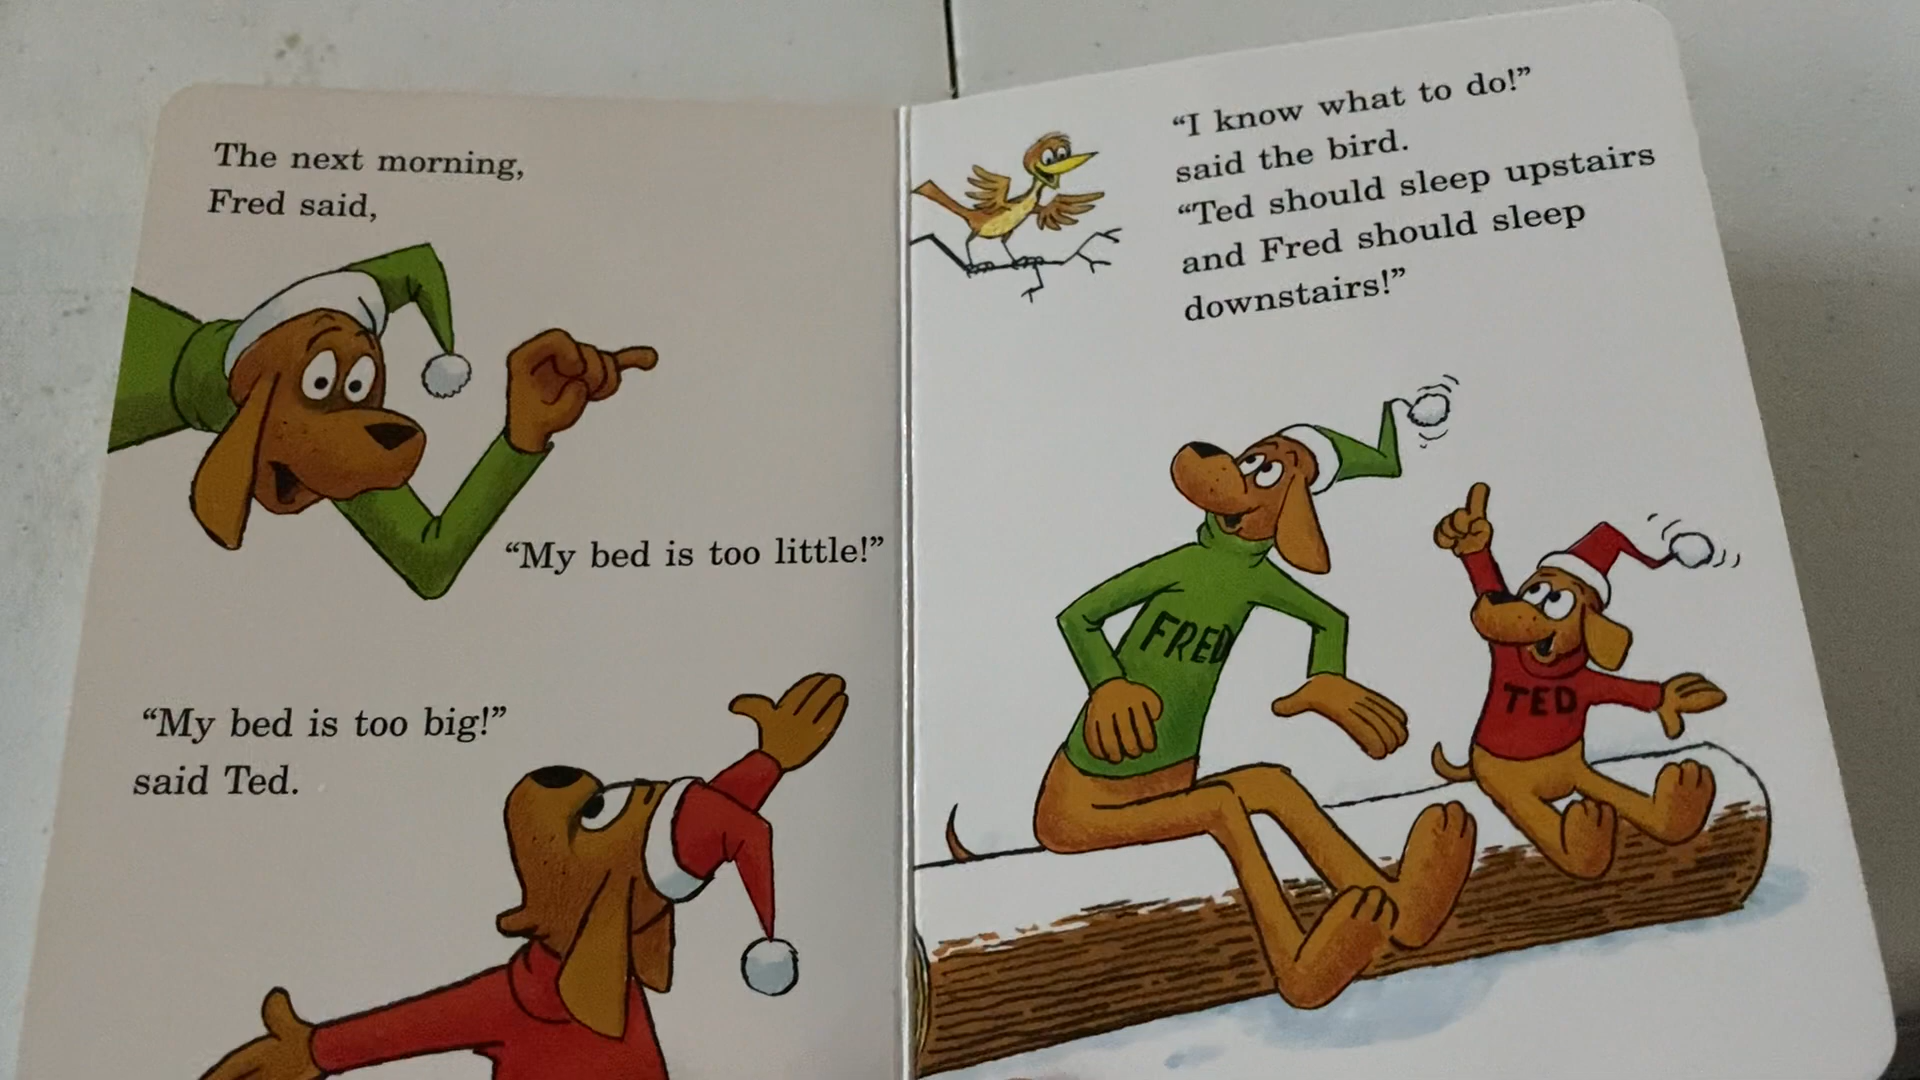 The next morning,
Fred said,
“My bed is too little!”
“My bed is too big!”
said Ted.
“I know what to do!”
said the bird.
“Ted should sleep upstairs
and Fred should sleep
downstairs!”
FRED
TED